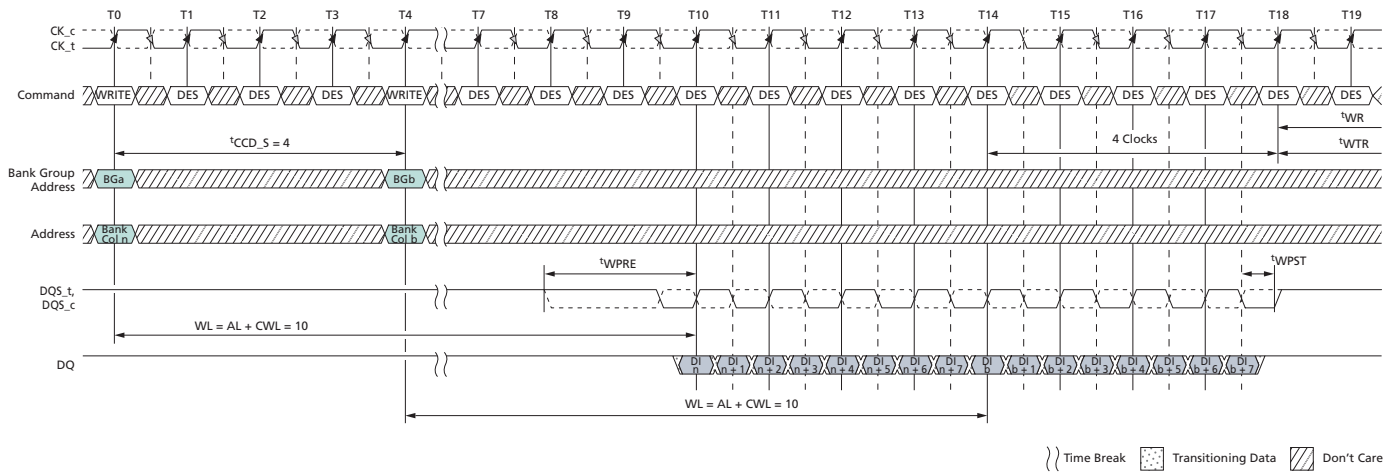 T0 T1 T2 T3 T4 T7 T8 T9 T10 T11 T12 T13 T14 T15 T16 T17 T18 T19
CK_c
CK_t
Command WRITE DES DES DES WRITE DES DES DES DES DES DES DES DES DES DES DES DES DES
tWR
tCCD_S = 4 4 Clocks tWTR
Bank Group
Address BGa BGb
Address Bank
Col n Bank
Col b
tWPRE tWPST
DQS_t,
DQS_c
WL = AL + CWL = 10
DQ DI
n DI
n + 1 DI
n + 2 DI
n + 3 DI
n + 4 DI
n + 5 DI
n + 6 DI
n + 7 DI
b DI
b + 1 DI
b + 2 DI
b + 3 DI
b + 4 DI
b + 5 DI
b + 6 DI
b + 7
WL = AL + CWL = 10
Time Break Transitioning Data Don't Care